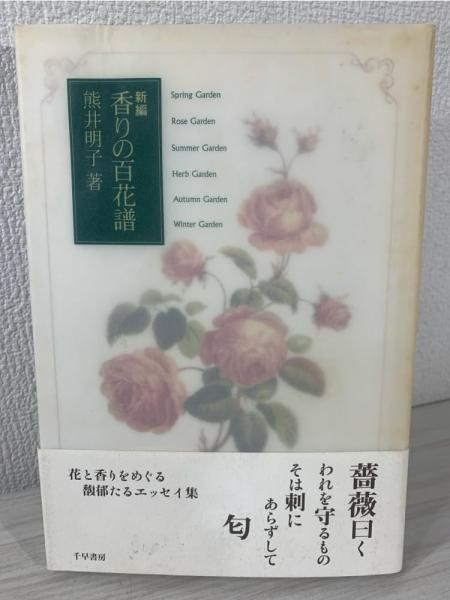 新編
香りの百花譜
熊井明子 著
Spring Garden
Rose Garden
Summer Garden
Herb Garden
Autumn Garden
Winter Garden
薔薇曰く
われを守るもの
そは刺に
あらずして
匂
花と香りをめぐる
馥郁たるエッセイ集
千早書房